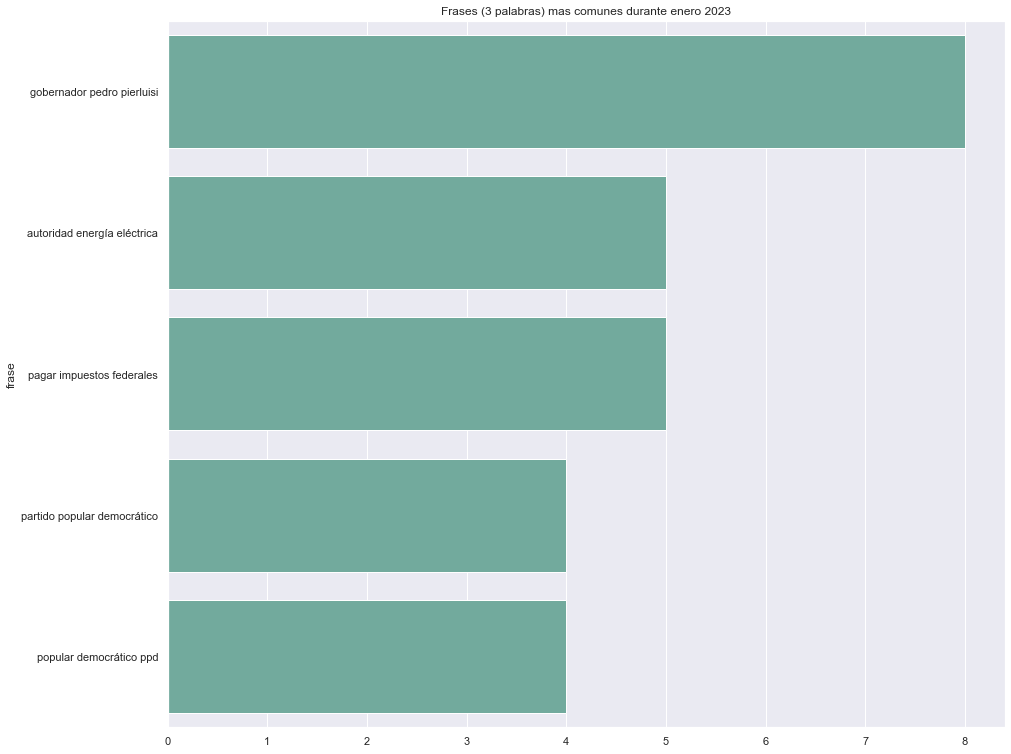 Frases (3 palabras) mas comunes durante enero 2023
gobernador pedro pierluisi
autoridad energía eléctrica
pagar impuestos federales
partido popular democrático
popular democrático ppd
frase
0 1 2 3 4 5 6 7 8